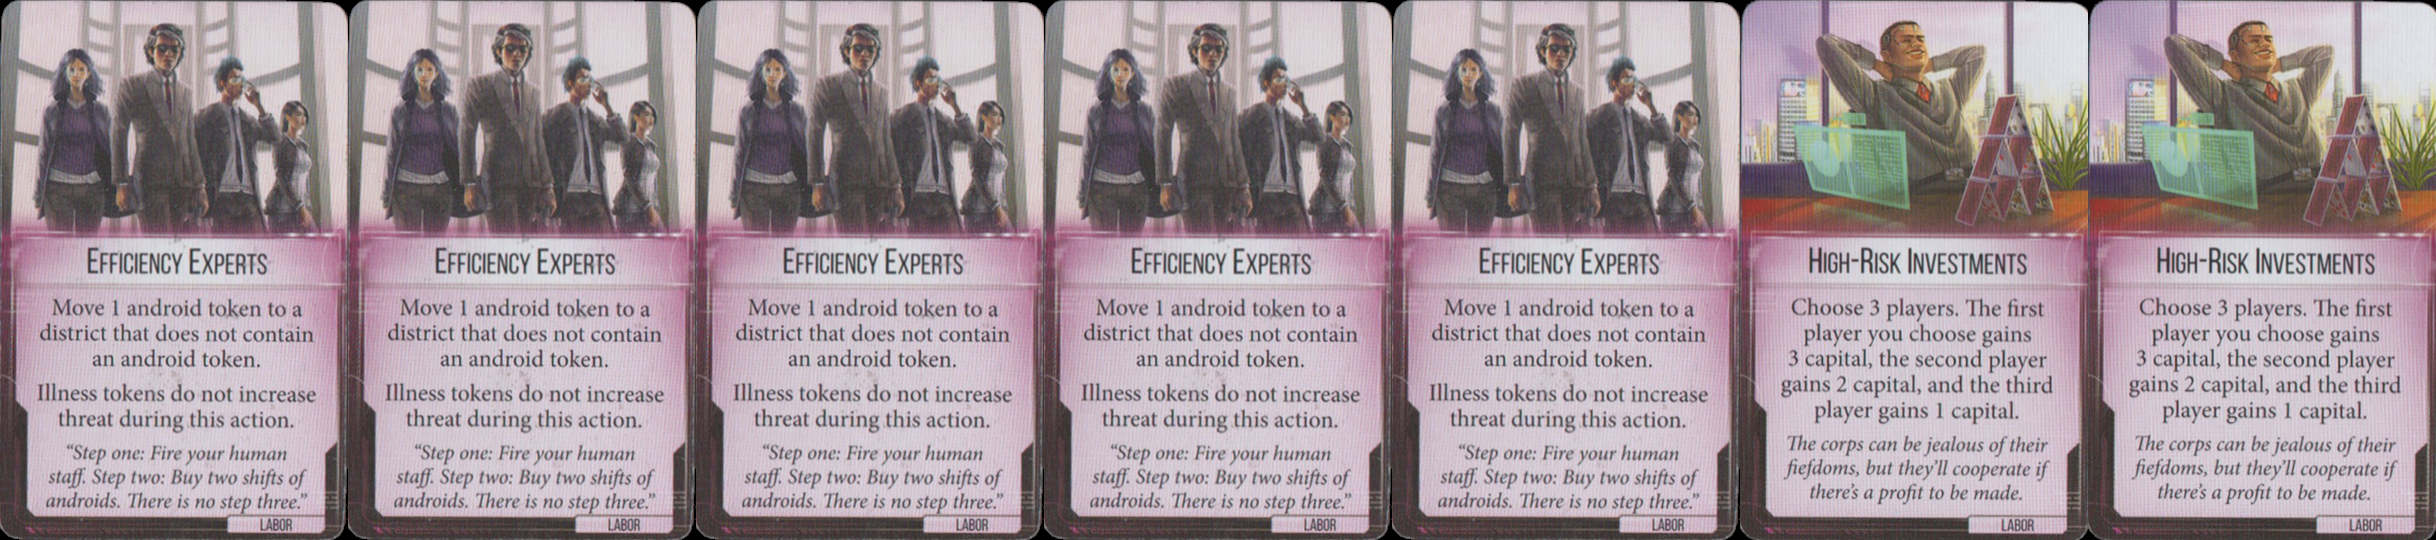 Efficiency Experts
Move 1 android token to a
district that does not contain
an android token.
Illness tokens do not increase
threat during this action.
“Step one: Fire your human
staff. Step two: Buy two shifts of
androids. There is no step three.”
LABOR
Efficiency Experts
Move 1 android token to a
district that does not contain
an android token.
Illness tokens do not increase
threat during this action.
“Step one: Fire your human
staff. Step two: Buy two shifts of
androids. There is no step three.”
LABOR
Efficiency Experts
Move 1 android token to a
district that does not contain
an android token.
Illness tokens do not increase
threat during this action.
“Step one: Fire your human
staff. Step two: Buy two shifts of
androids. There is no step three.”
LABOR
Efficiency Experts
Move 1 android token to a
district that does not contain
an android token.
Illness tokens do not increase
threat during this action.
“Step one: Fire your human
staff. Step two: Buy two shifts of
androids. There is no step three.”
LABOR
Efficiency Experts
Move 1 android token to a
district that does not contain
an android token.
Illness tokens do not increase
threat during this action.
“Step one: Fire your human
staff. Step two: Buy two shifts of
androids. There is no step three.”
LABOR
High-Risk Investments
Choose 3 players. The first
player you choose gains
3 capital, the second player
gains 2 capital, and the third
player gains 1 capital.
The corps can be jealous of their
fiefdoms, but they’ll cooperate if
there’s a profit to be made.
LABOR
High-Risk Investments
Choose 3 players. The first
player you choose gains
3 capital, the second player
gains 2 capital, and the third
player gains 1 capital.
The corps can be jealous of their
fiefdoms, but they’ll cooperate if
there’s a profit to be made.
LABOR